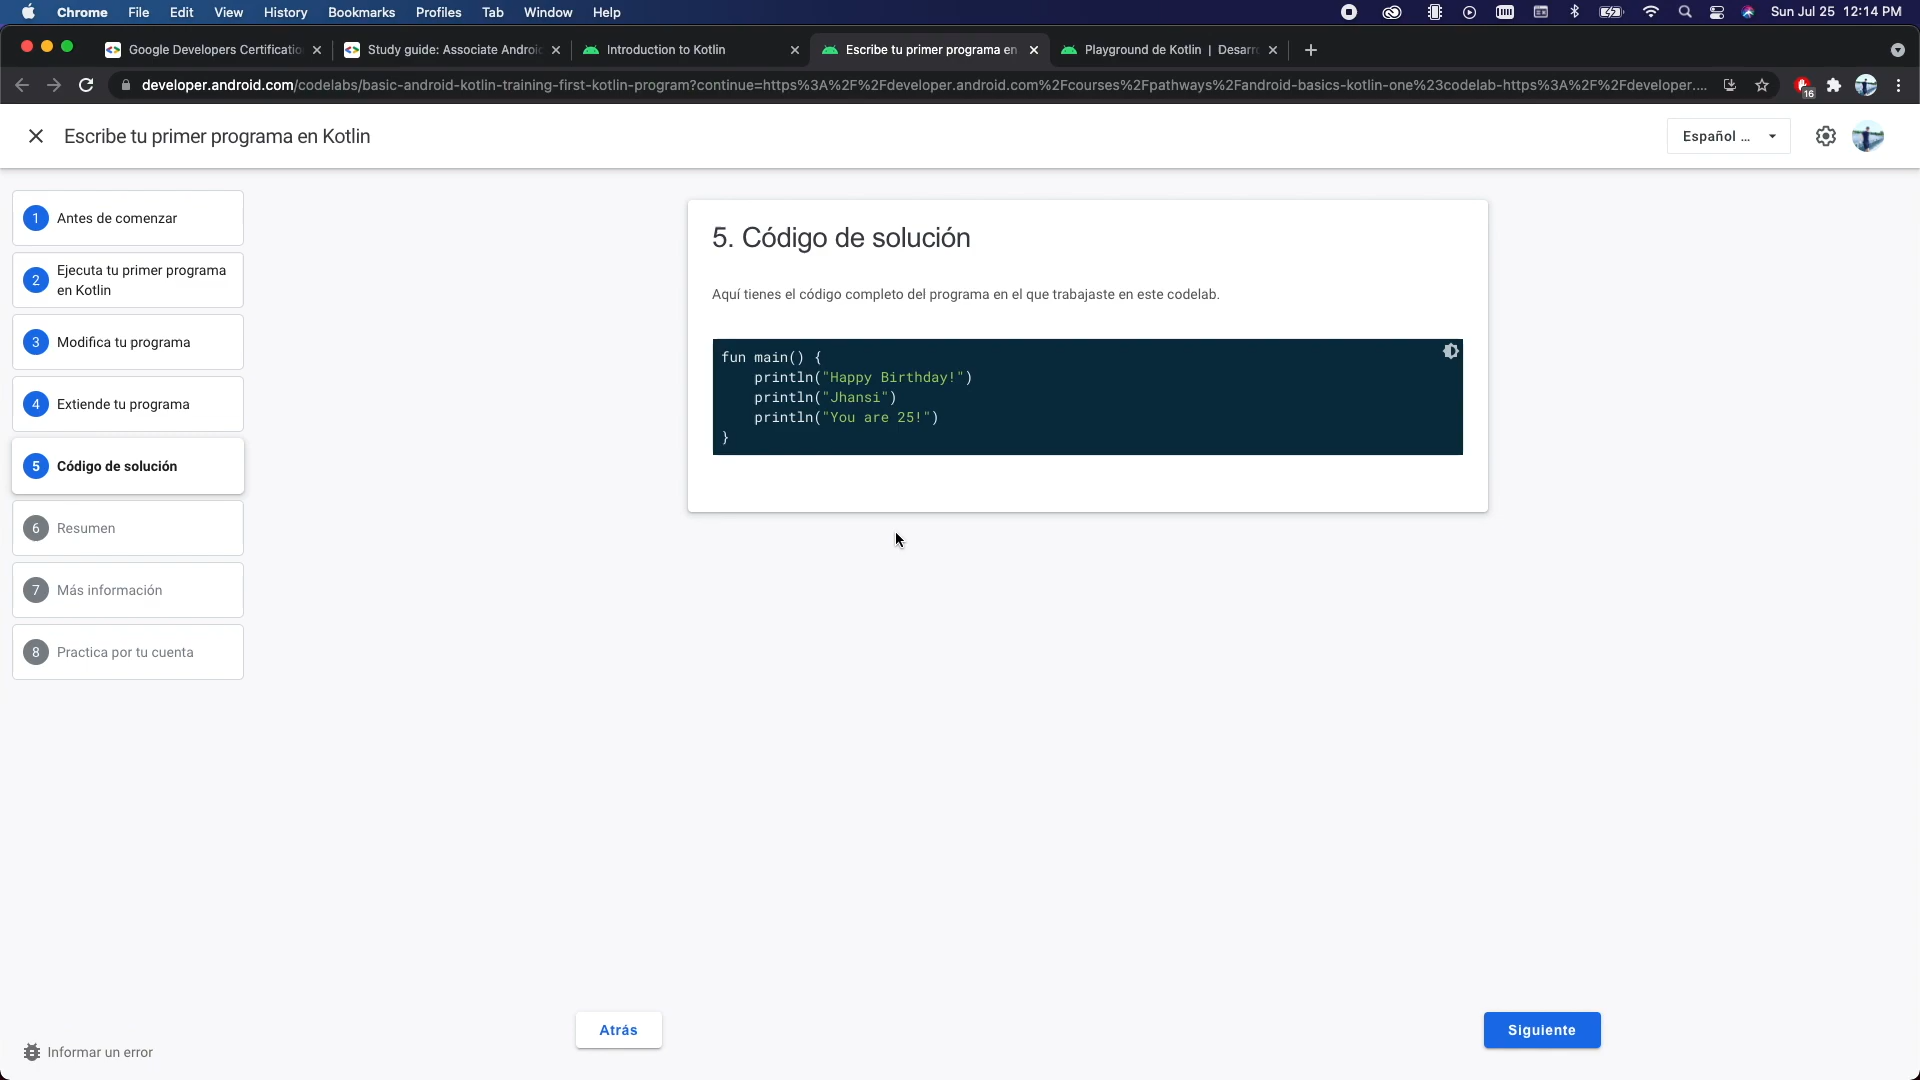 Chrome File Edit View History Bookmarks Profiles Tab Window Help
Sun Jul 25 12:14 PM
Google Developers Certificatio
Study guide: Associate Androi
Introduction to Kotlin
Escribe tu primer programa en
Playground de Kotlin | Desarr
developer.android.com/codelabs/basic-android-kotlin-training-first-kotlin-program?continue=https%3A%2F%2Fdeveloper.android.com%2Fcourses%2Fpathways%2Fandroid-basics-kotlin-one%23codelab-https%3A%2F%2Fdeveloper....
16
Escribe tu primer programa en Kotlin
Español ...
1 Antes de comenzar
2 Ejecuta tu primer programa
en Kotlin
3 Modifica tu programa
4 Extiende tu programa
5 Código de solución
6 Resumen
7 Más información
8 Practica por tu cuenta
5. Código de solución
Aquí tienes el código completo del programa en el que trabajaste en este codelab.
fun main() {
    println("Happy Birthday!")
    println("Jhansi")
    println("You are 25!")
}
Atrás
Siguiente
Informar un error